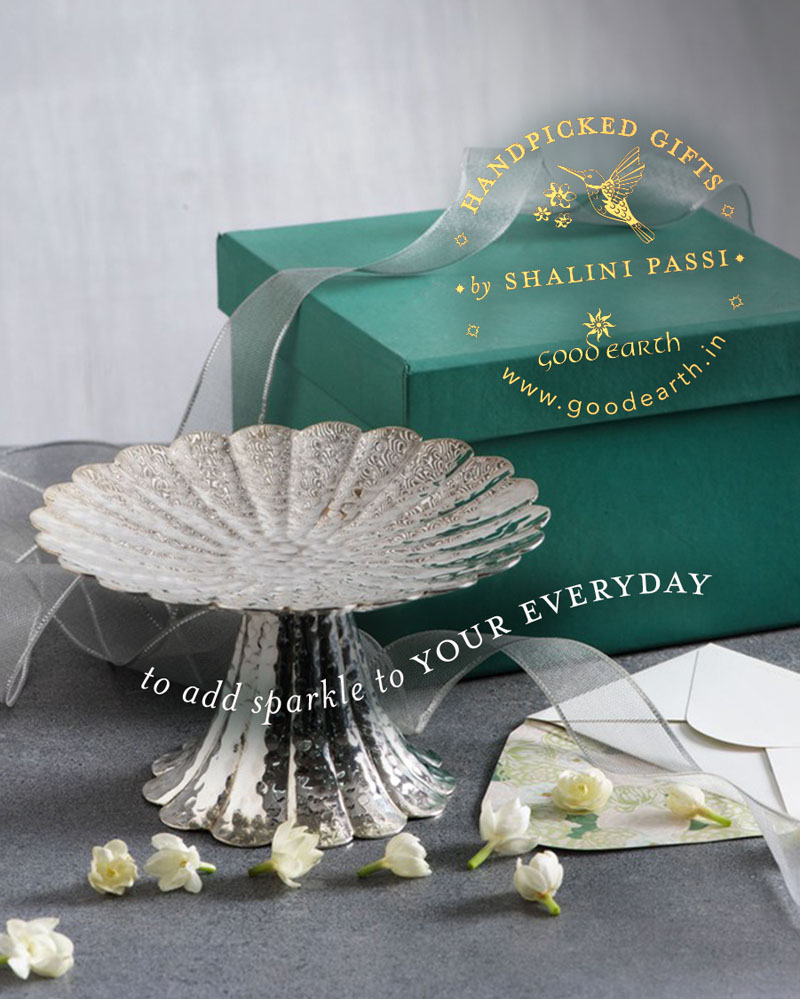 HANDPICKED GIFTS
by SHALINI PASSI
good earth
www.goodearth.in
to add sparkle to YOUR EVERYDAY